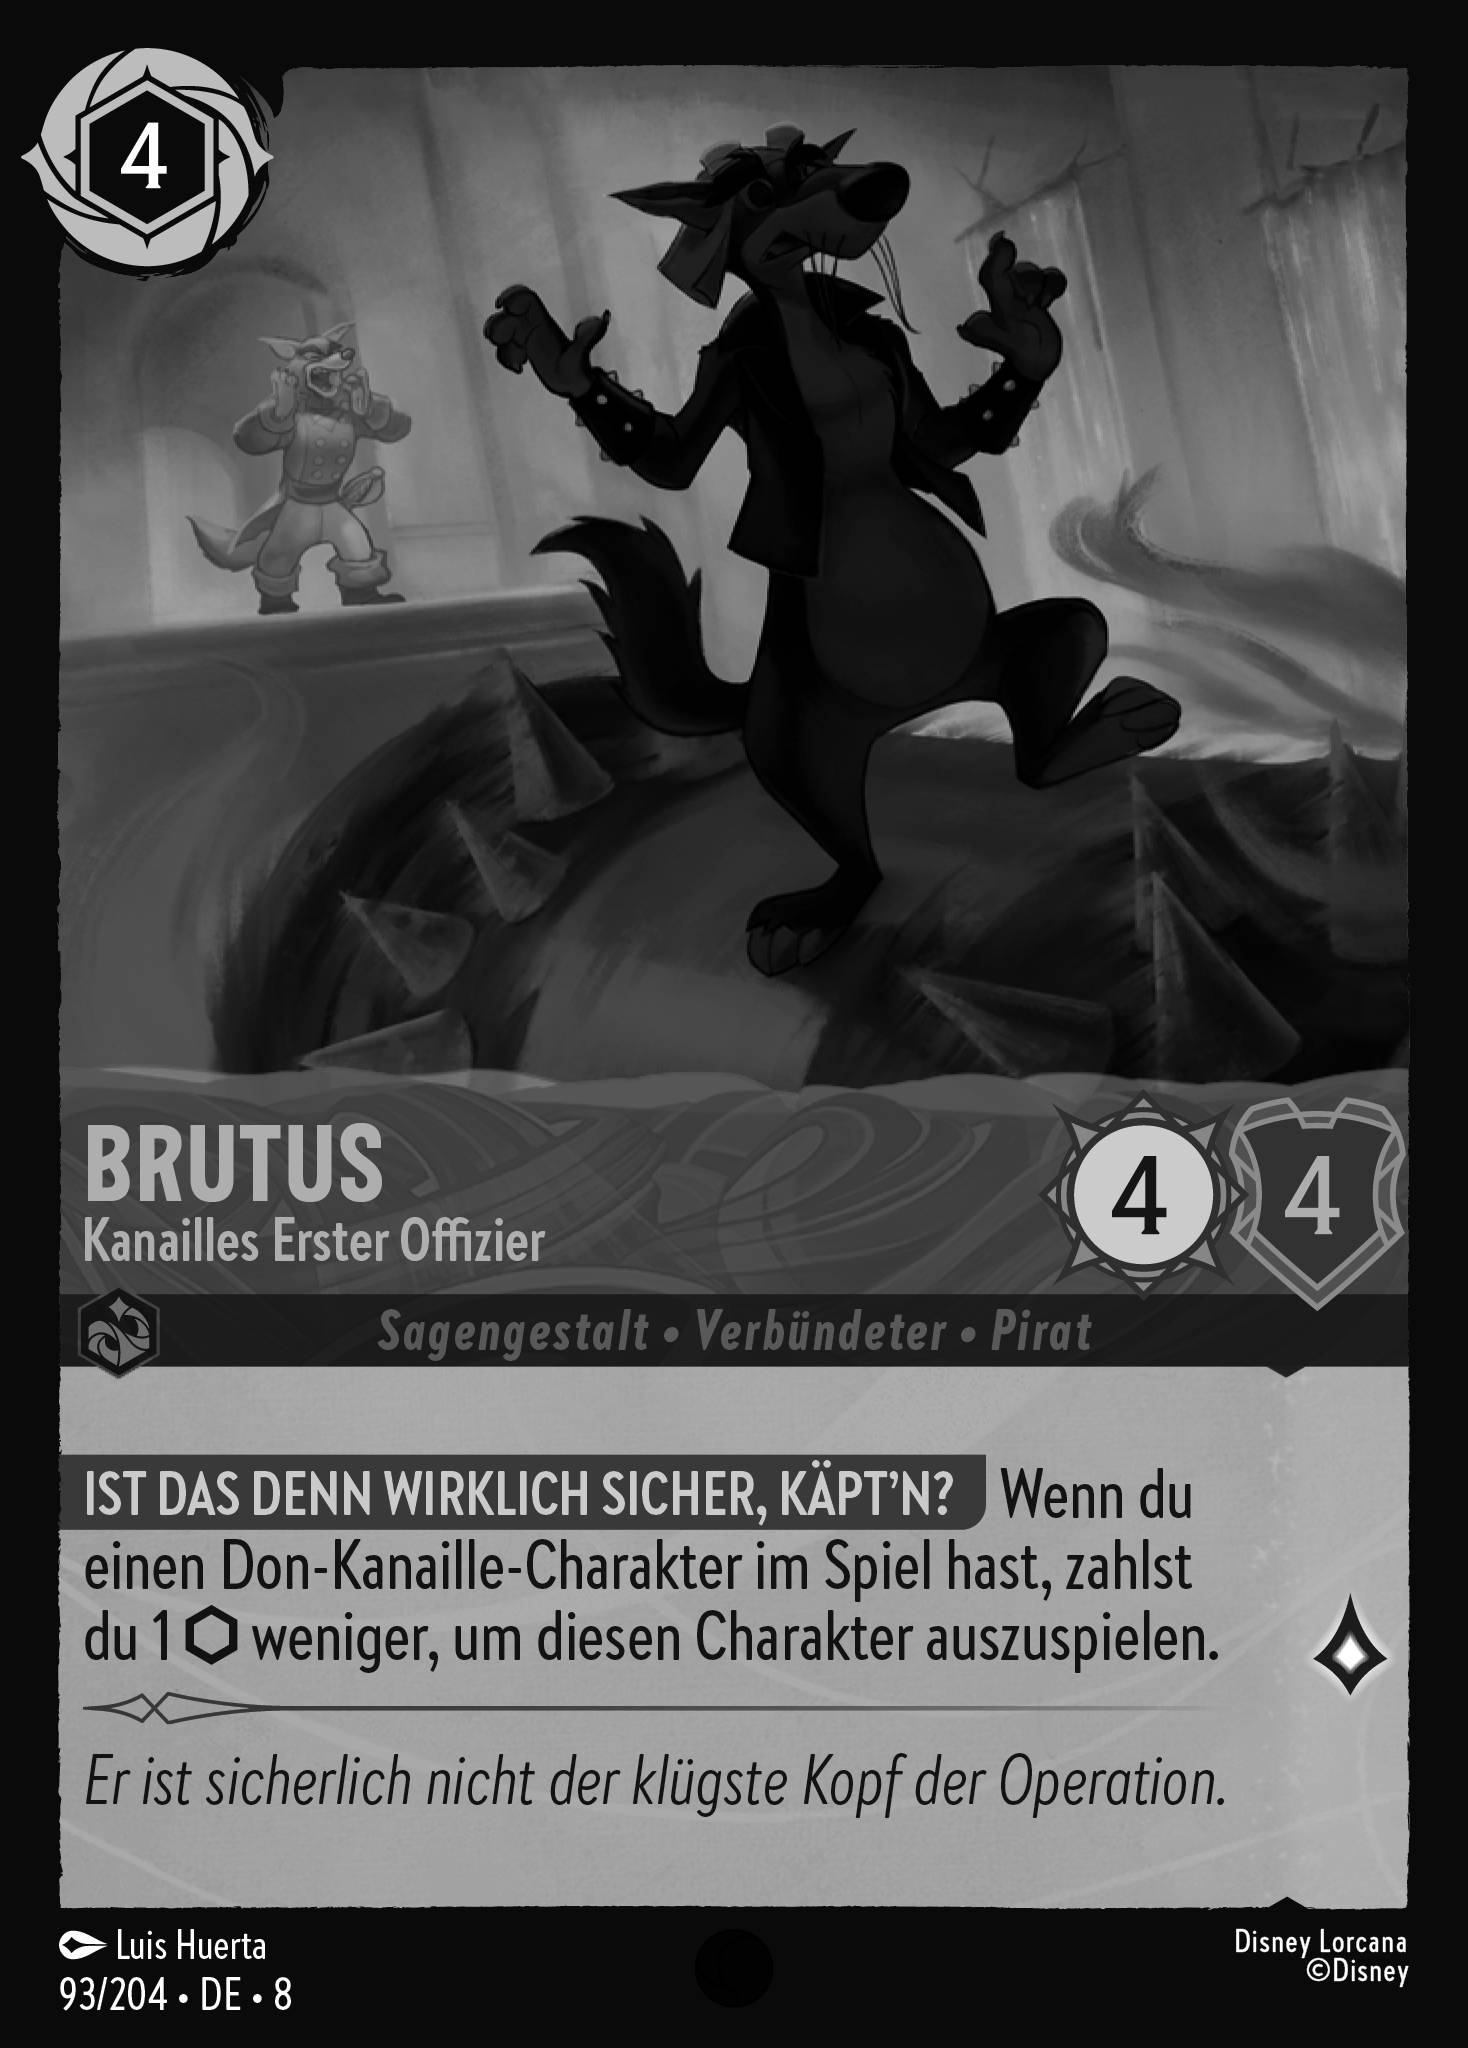 4
BRUTUS
Kanailles Erster Offizier
4 4
Sagengestalt • Verbündeter • Pirat
IST DAS DENN WIRKLICH SICHER, KÄPT’N? Wenn du
einen Don-Kanaille-Charakter im Spiel hast, zahlst
du 1 ⬡ weniger, um diesen Charakter auszuspielen.
Er ist sicherlich nicht der klügste Kopf der Operation.
Luis Huerta
93/204 • DE • 8
Disney Lorcana
©Disney